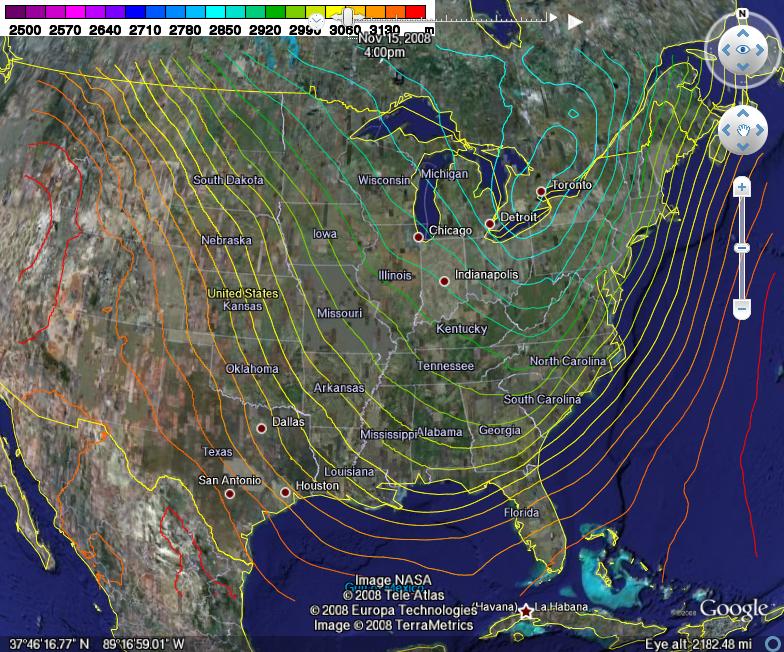 2500 2570 2640 2710 2780 2850 2920 2990 3060 3130 m
Nov 15, 2008
4:00pm
N
South Dakota
Wisconsin
Michigan
Toronto
Detroit
Chicago
Nebraska
Iowa
Illinois
Indianapolis
United States
Kansas
Missouri
Kentucky
Oklahoma
Arkansas
Tennessee
North Carolina
South Carolina
Dallas
Mississippi
Alabama
Georgia
Texas
Louisiana
San Antonio
Houston
Florida
Image NASA
© 2008 Tele Atlas
© 2008 Europa Technologies
Image © 2008 TerraMetrics
(Havana)
La Habana
©2008 Google
37°46'16.77" N 89°16'59.01" W
Eye alt 2182.48 mi